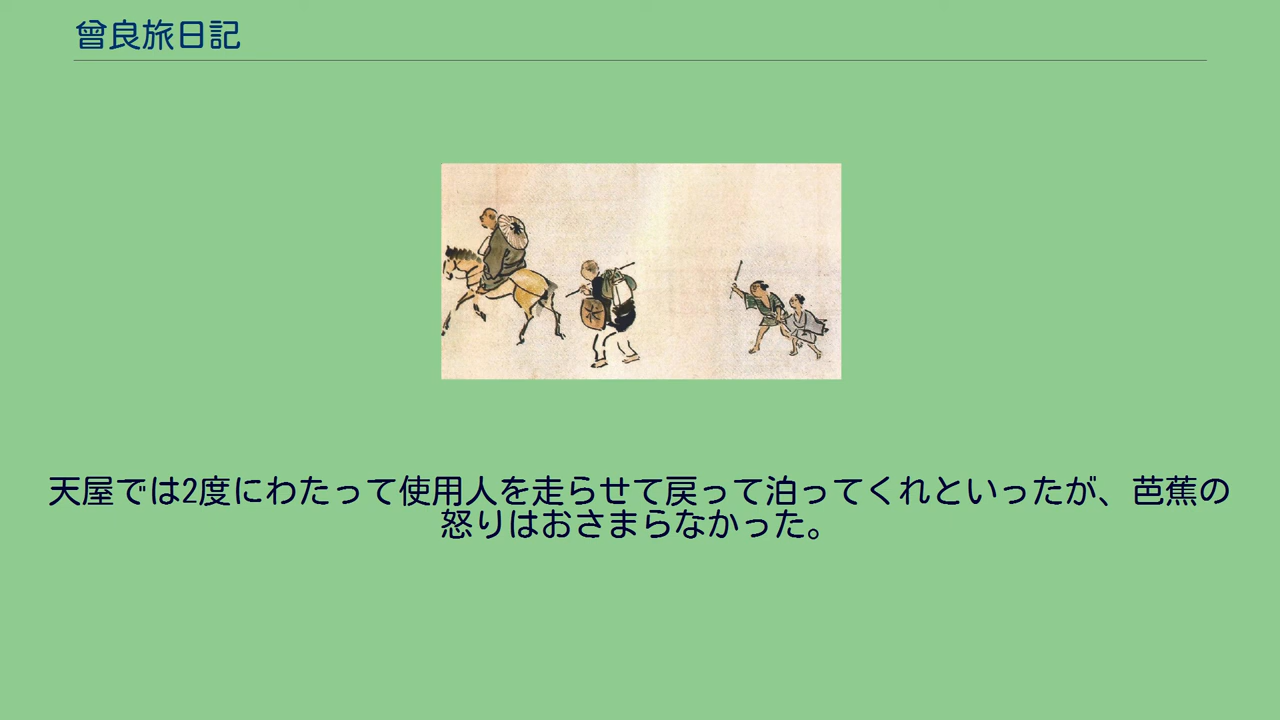 曾良旅日記
天屋では2度にわたって使用人を走らせて戻って泊ってくれといったが、芭蕉の
怒りはおさまらなかった。